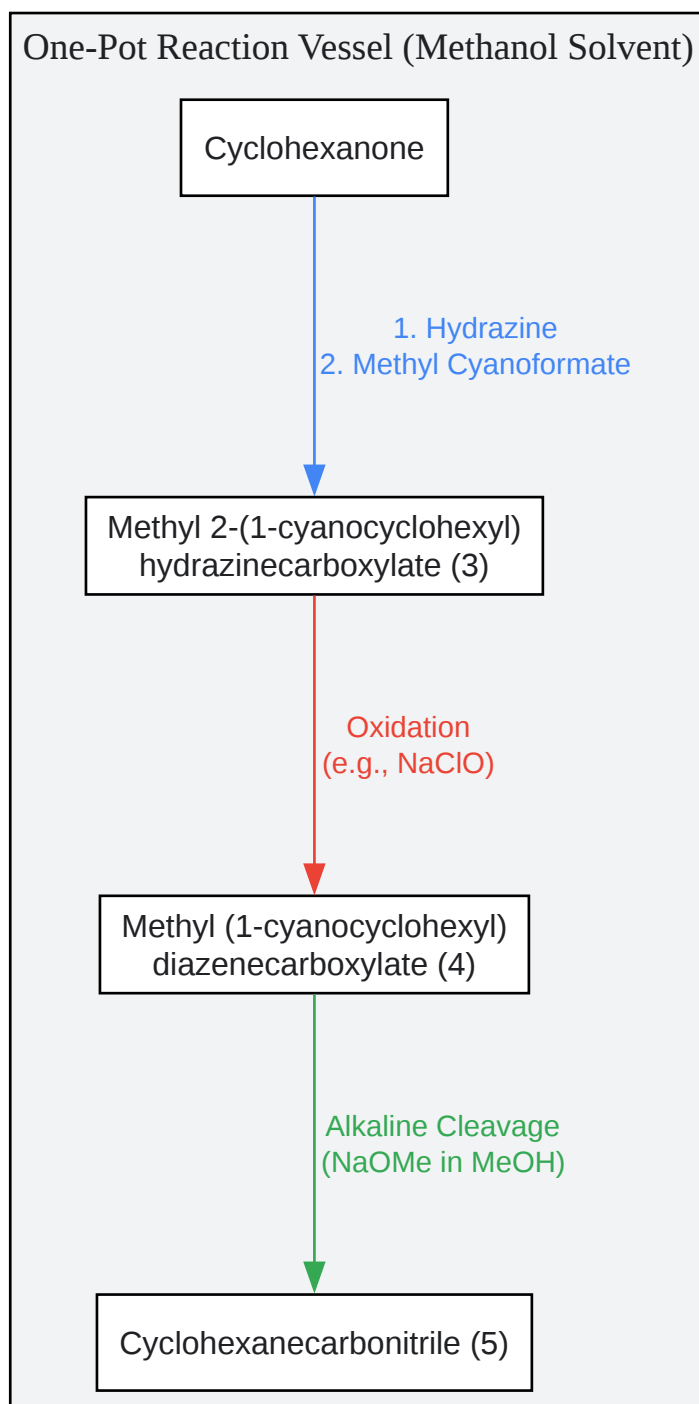 One-Pot Reaction Vessel (Methanol Solvent)
Cyclohexanone
1. Hydrazine
2. Methyl Cyanoformate
Methyl 2-(1-cyanocyclohexyl)
hydrazinecarboxylate (3)
Oxidation
(e.g., NaClO)
Methyl (1-cyanocyclohexyl)
diazenecarboxylate (4)
Alkaline Cleavage
(NaOMe in MeOH)
Cyclohexanecarbonitrile (5)